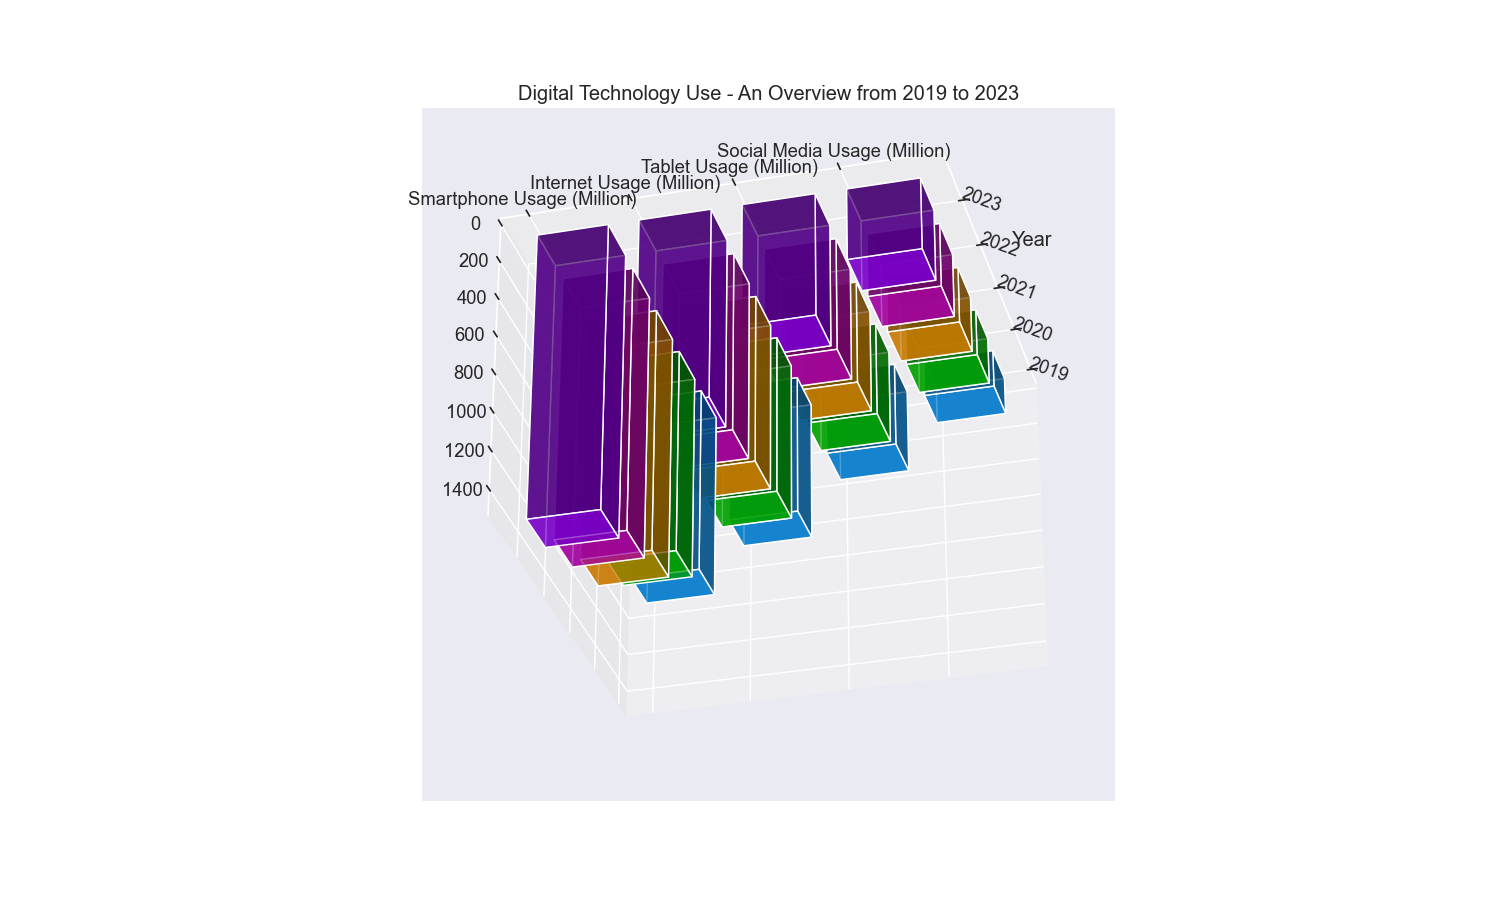 Digital Technology Use - An Overview from 2019 to 2023
Social Media Usage (Million)
Tablet Usage (Million)
Internet Usage (Million)
Smartphone Usage (Million)
0
200
400
600
800
1000
1200
1400
2023
2022
Year
2021
2020
2019